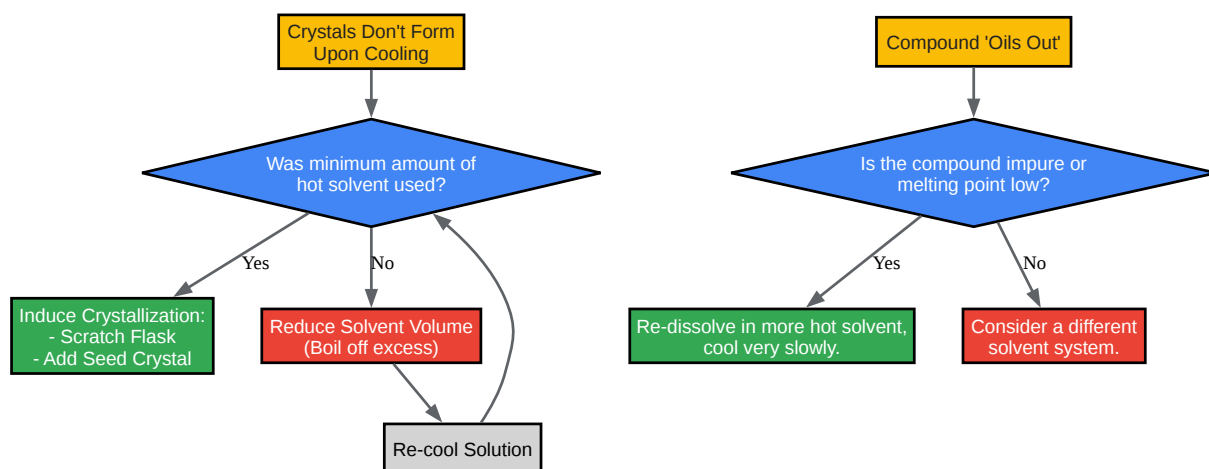 Crystals Don't Form
Upon Cooling
Was minimum amount of
hot solvent used?
Yes
No
Induce Crystallization:
- Scratch Flask
- Add Seed Crystal
Reduce Solvent Volume
(Boil off excess)
Re-cool Solution
Compound 'Oils Out'
Is the compound impure or
melting point low?
Yes
No
Re-dissolve in more hot solvent,
cool very slowly.
Consider a different
solvent system.